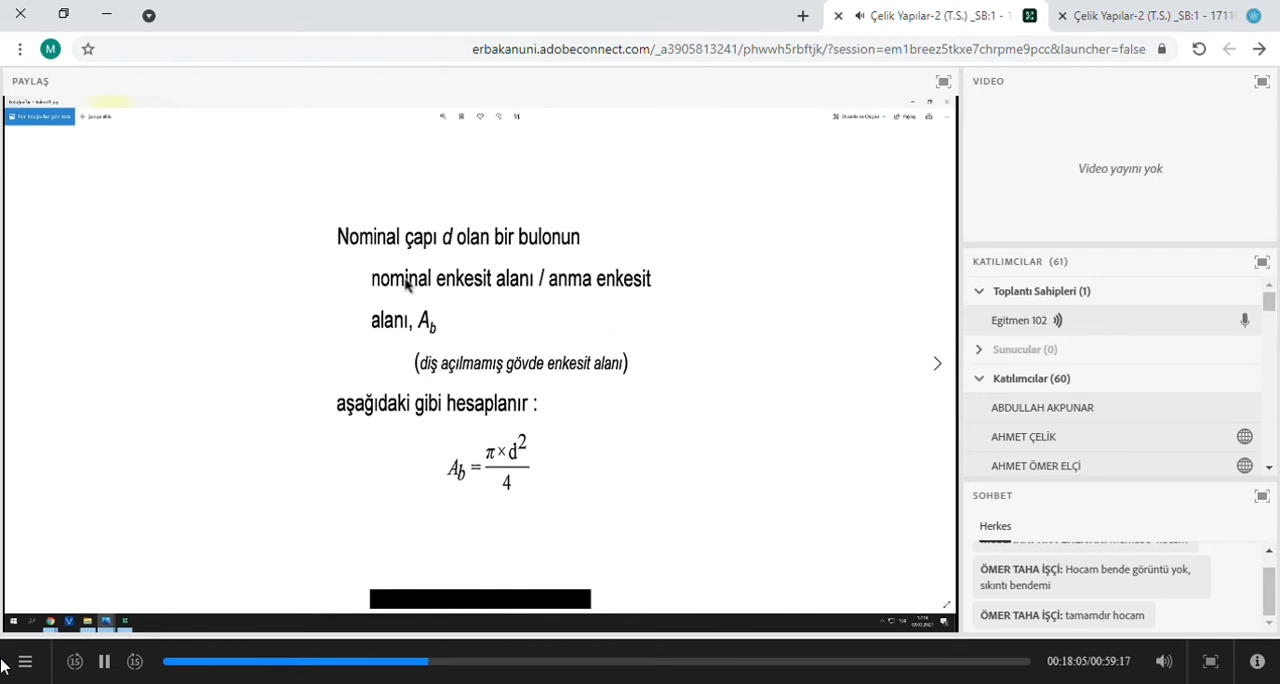 Çelik Yapılar-2 (T.S.) _SB:1 - 1
Çelik Yapılar-2 (T.S.) _SB:1 - 1711
M
erbakanuni.adobeconnect.com/_a3905813241/phwwh5rbftjk/?session=em1breez5tkxe7chrpme9pcc&launcher=false
PAYLAŞ
Nominal çapı d olan bir bulonun
nominal enkesit alanı / anma enkesit
alanı, Ab
(diş açılmamış gövde enkesit alanı)
aşağıdaki gibi hesaplanır :
Ab = π×d²/4
VIDEO
Video yayını yok
KATILIMCILAR (61)
Toplantı Sahipleri (1)
Egitmen 102
Sunucular (0)
Katılımcılar (60)
ABDULLAH AKPUNAR
AHMET ÇELİK
AHMET ÖMER ELÇİ
SOHBET
Herkes
ÖMER TAHA İŞÇİ: Hocam bende görüntü yok,
sıkıntı bendemi
ÖMER TAHA İŞÇİ: tamamdır hocam
15
15
00:18:05/00:59:17